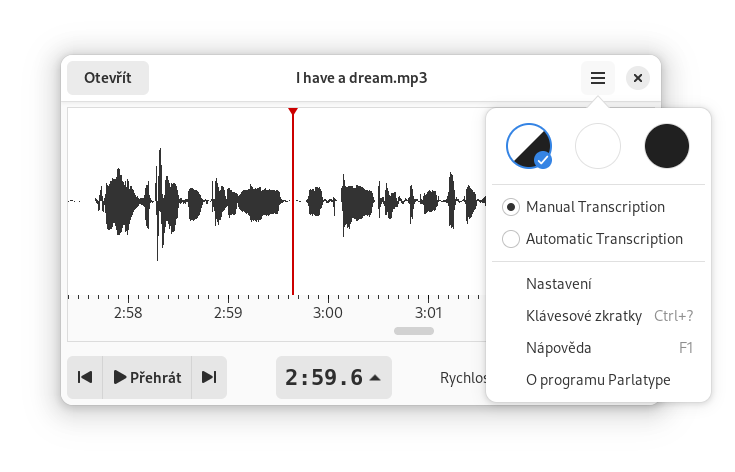 Otevřít
I have a dream.mp3
Manual Transcription
Automatic Transcription
Nastavení
Klávesové zkratky Ctrl+?
Nápověda F1
O programu Parlatype
2:58 2:59 3:00 3:01
Přehrát
2:59.6